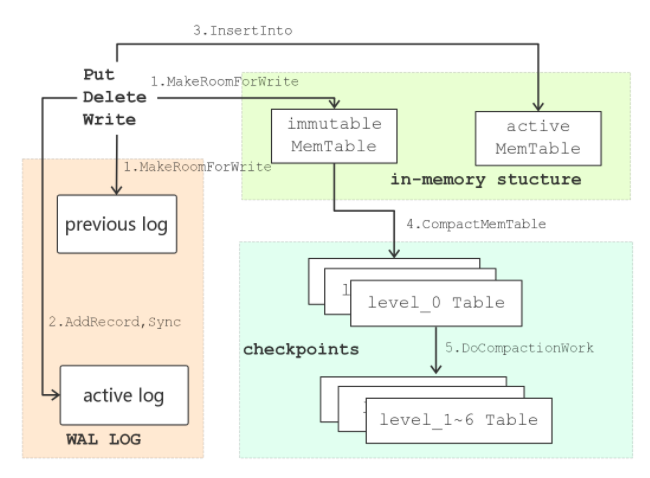 3.InsertInto
Put
Delete
Write
1.MakeRoomForWrite
immutable
MemTable
active
MemTable
in-memory stucture
1.MakeRoomForWrite
previous log
4.CompactMemTable
level_0 Table
2.AddRecord,Sync
checkpoints
5.DoCompactionWork
active log
level_1~6 Table
WAL LOG